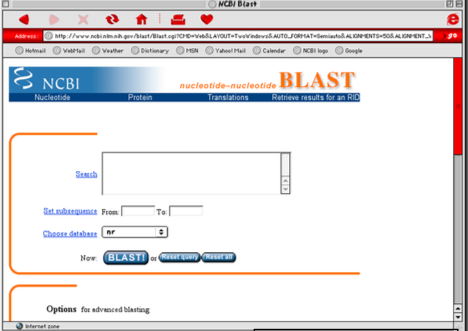 NCBI Blast
Address: http://www.ncbi.nlm.nih.gov/blast/Blast.cgi?CMD=Web&LAYOUT=TwoWindows&AUTO_FORMAT=Semiauto&ALIGNMENTS=50&ALIGNMENT_ go
Hotmail WebMail Weather Dictionary MSN Yahoo! Mail Calendar NCBI logo Google
NCBI nucleotide-nucleotide BLAST
Nucleotide Protein Translations Retrieve results for an RID
Search
Set subsequence From: To:
Choose database nr
Now: BLAST! or Reset query Reset all
Options for advanced blasting
Internet zone